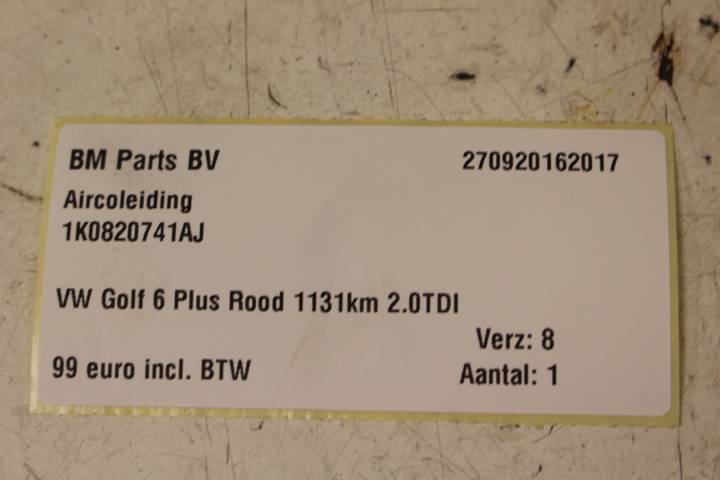 BM Parts BV 270920162017
Aircoleiding
1K0820741AJ
VW Golf 6 Plus Rood 1131km 2.0TDI
Verz: 8
99 euro incl. BTW Aantal: 1